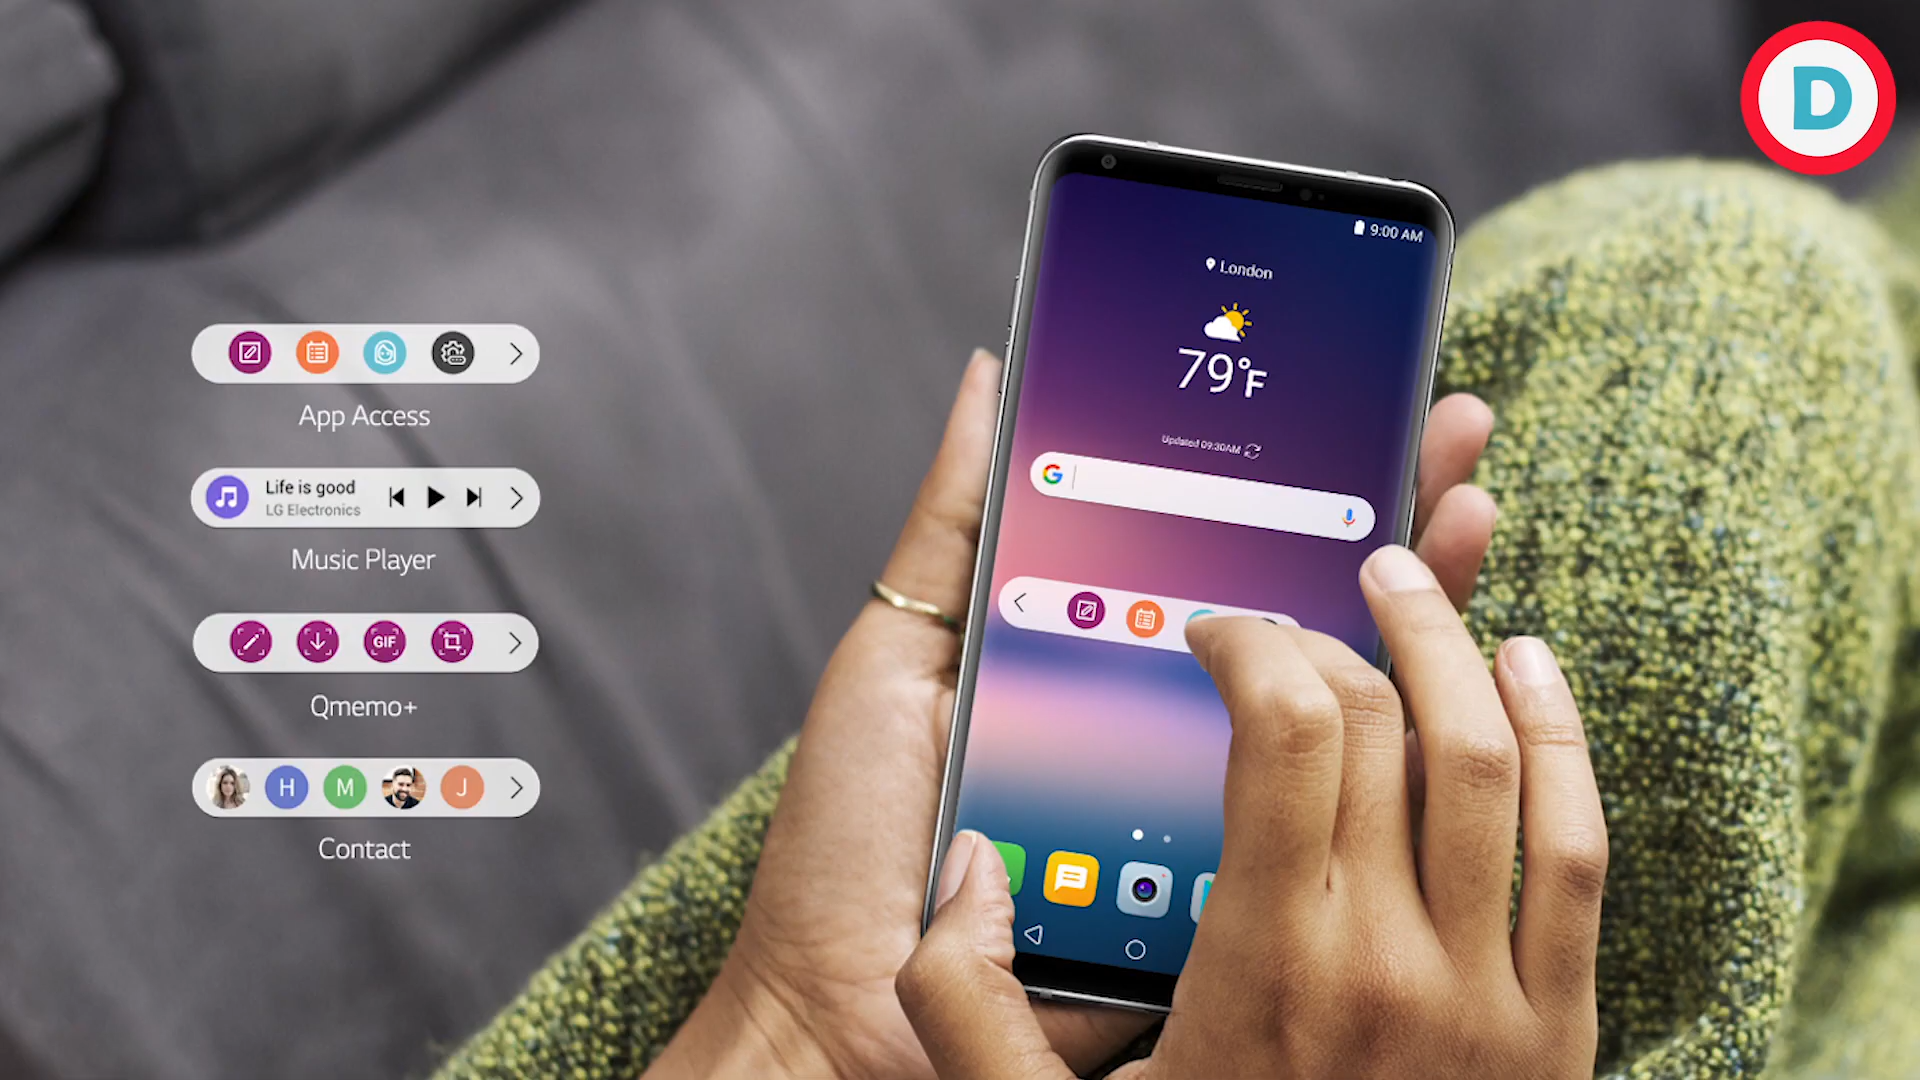 D
9:00 AM
London
79°F
Updated 09:30AM
G
App Access
Life is good
LG Electronics
Music Player
GIF
Qmemo+
H
M
J
Contact